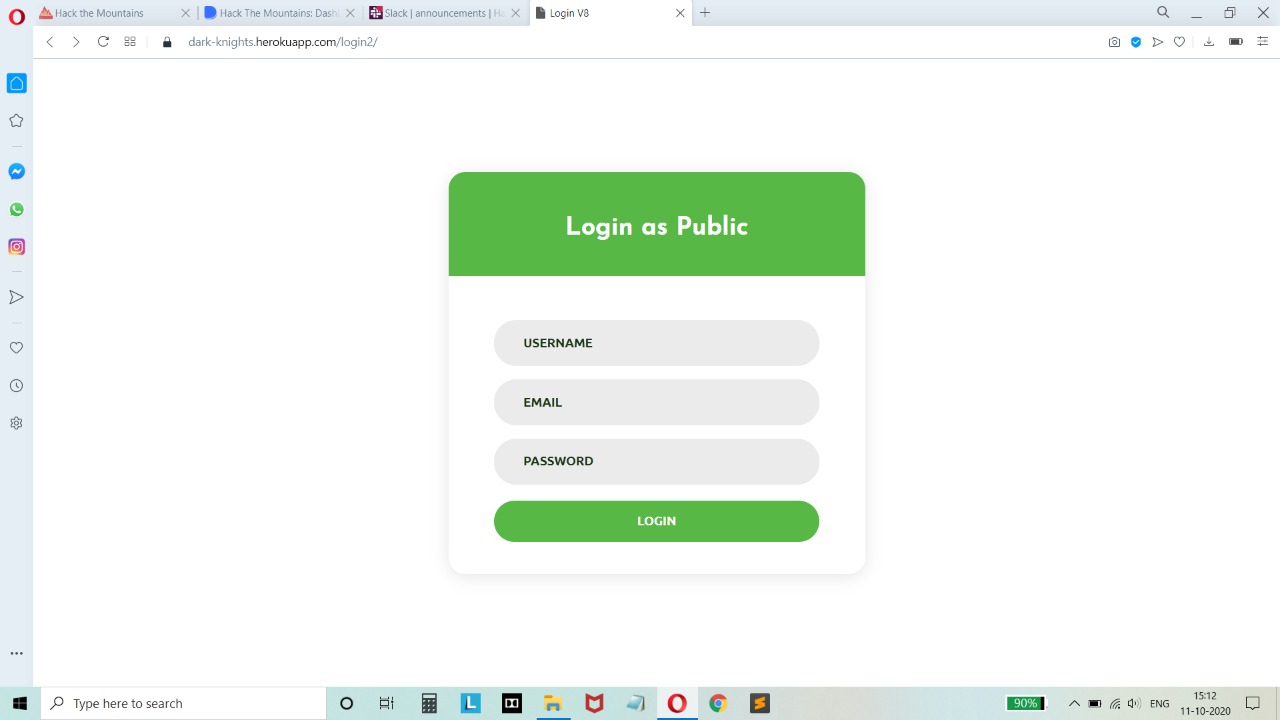 Hack the Mountains
Hack The Mountains: Dash
Slack | announcements | Ha
Login V8
dark-knights.herokuapp.com/login2/
Login as Public
USERNAME
EMAIL
PASSWORD
LOGIN
Type here to search
90%
ENG
15:12
11-10-2020